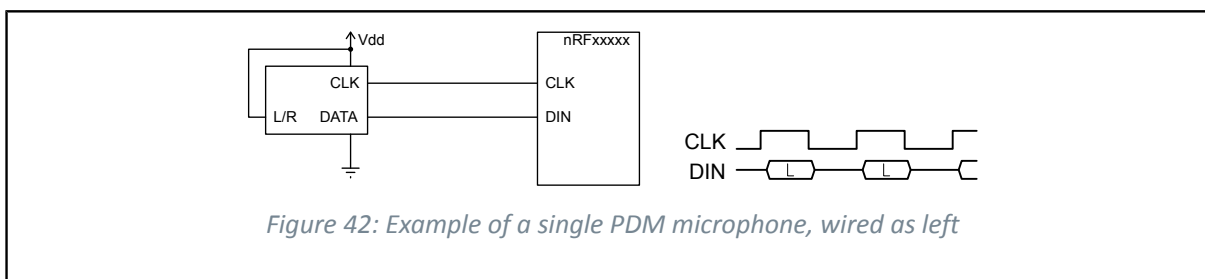 Vdd
nRFxxxxx
CLK
CLK
L/R
DATA
DIN
CLK
DIN
L
L
Figure 42: Example of a single PDM microphone, wired as left